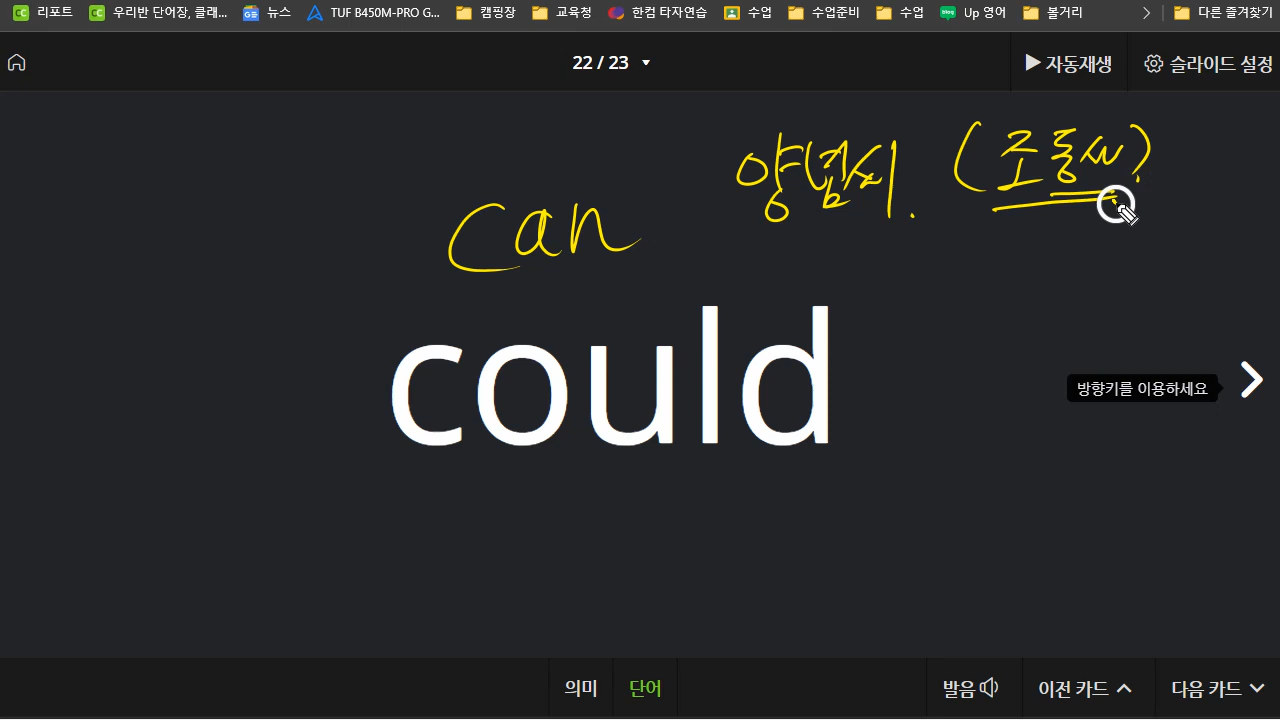 리포트 우리반 단어장, 클래... 뉴스 TUF B450M-PRO G... 캠핑장 교육청 한컴 타자연습 수업 수업준비 수업 Up 영어 볼거리 다른 즐겨찾기
22 / 23 자동재생 슬라이드 설정
양념씨. (조동사)
can
could
방향키를 이용하세요
의미 단어 발음 이전 카드 다음 카드